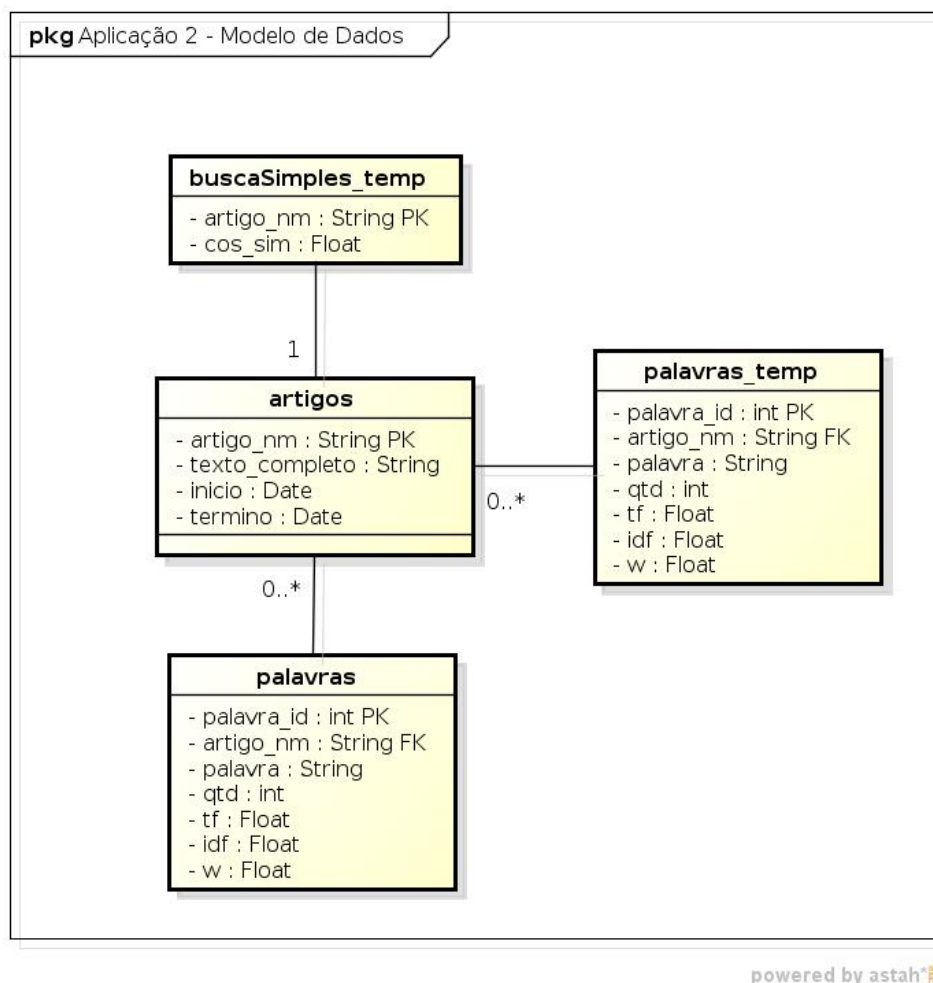 pkg Aplicação 2 - Modelo de Dados
buscaSimples_temp
- artigo_nm : String PK
- cos_sim : Float
1
artigos
- artigo_nm : String PK
- texto_completo : String
- inicio : Date
- termino : Date
0..*
palavras_temp
- palavra_id : int PK
- artigo_nm : String FK
- palavra : String
- qtd : int
- tf : Float
- idf : Float
- w : Float
0..*
palavras
- palavra_id : int PK
- artigo_nm : String FK
- palavra : String
- qtd : int
- tf : Float
- idf : Float
- w : Float
powered by astah*